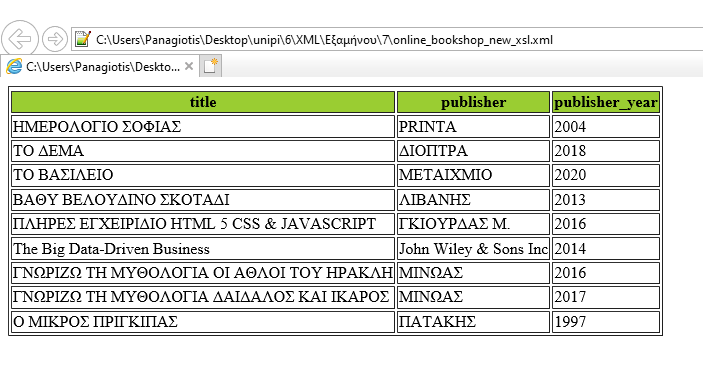 C:\Users\Panagiotis\Desktop\unipi\6\XML\Εξαμήνου\7\online_bookshop_new_xsl.xml
C:\Users\Panagiotis\Deskto...
title publisher publisher_year
ΗΜΕΡΟΛΟΓΙΟ ΣΟΦΙΑΣ PRINTA 2004
ΤΟ ΔΕΜΑ ΔΙΟΠΤΡΑ 2018
ΤΟ ΒΑΣΙΛΕΙΟ ΜΕΤΑΙΧΜΙΟ 2020
ΒΑΘΥ ΒΕΛΟΥΔΙΝΟ ΣΚΟΤΑΔΙ ΛΙΒΑΝΗΣ 2013
ΠΛΗΡΕΣ ΕΓΧΕΙΡΙΔΙΟ HTML 5 CSS & JAVASCRIPT ΓΚΙΟΥΡΔΑΣ Μ. 2016
The Big Data-Driven Business John Wiley & Sons Inc 2014
ΓΝΩΡΙΖΩ ΤΗ ΜΥΘΟΛΟΓΙΑ ΟΙ ΑΘΛΟΙ ΤΟΥ ΗΡΑΚΛΗ ΜΙΝΩΑΣ 2016
ΓΝΩΡΙΖΩ ΤΗ ΜΥΘΟΛΟΓΙΑ ΔΑΙΔΑΛΟΣ ΚΑΙ ΙΚΑΡΟΣ ΜΙΝΩΑΣ 2017
Ο ΜΙΚΡΟΣ ΠΡΙΓΚΙΠΑΣ ΠΑΤΑΚΗΣ 1997